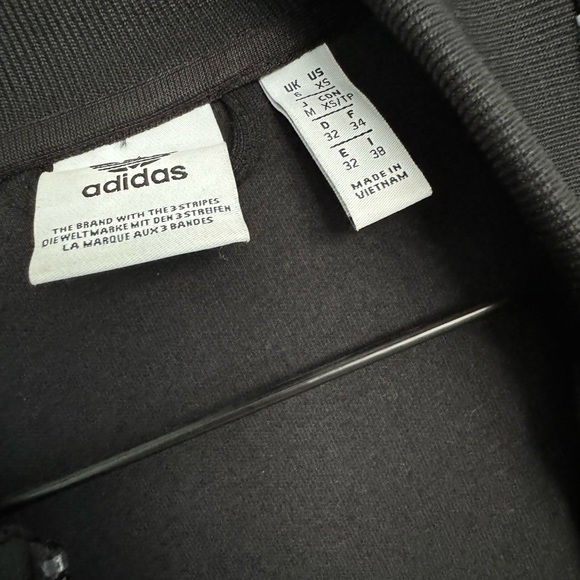 adidas
THE BRAND WITH THE 3 STRIPES
DIE WELTMARKE MIT DEN 3 STREIFEN
LA MARQUE AUX 3 BANDES
UK US
6 XS
J CDN
M XS/TP
D F
32 34
E I
32 38
MADE IN
VIETNAM